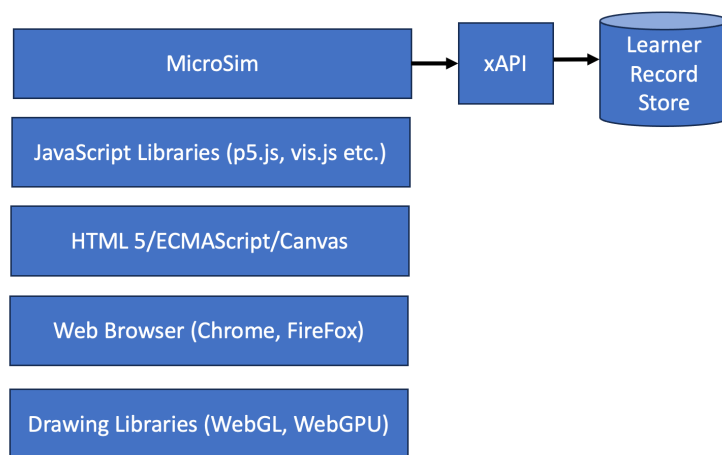 MicroSim
xAPI
Learner
Record
Store
JavaScript Libraries (p5.js, vis.js etc.)
HTML 5/ECMAScript/Canvas
Web Browser (Chrome, FireFox)
Drawing Libraries (WebGL, WebGPU)